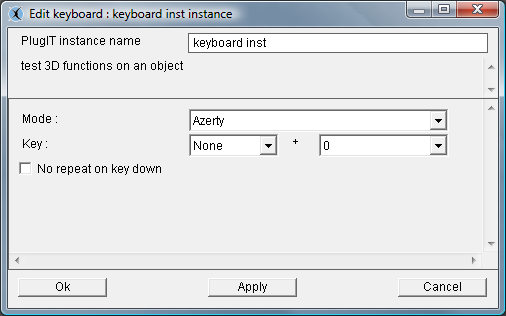 Edit keyboard : keyboard inst instance
PlugIT instance name keyboard inst
test 3D functions on an object
Mode : Azerty
Key : None + 0
No repeat on key down
Ok Apply Cancel